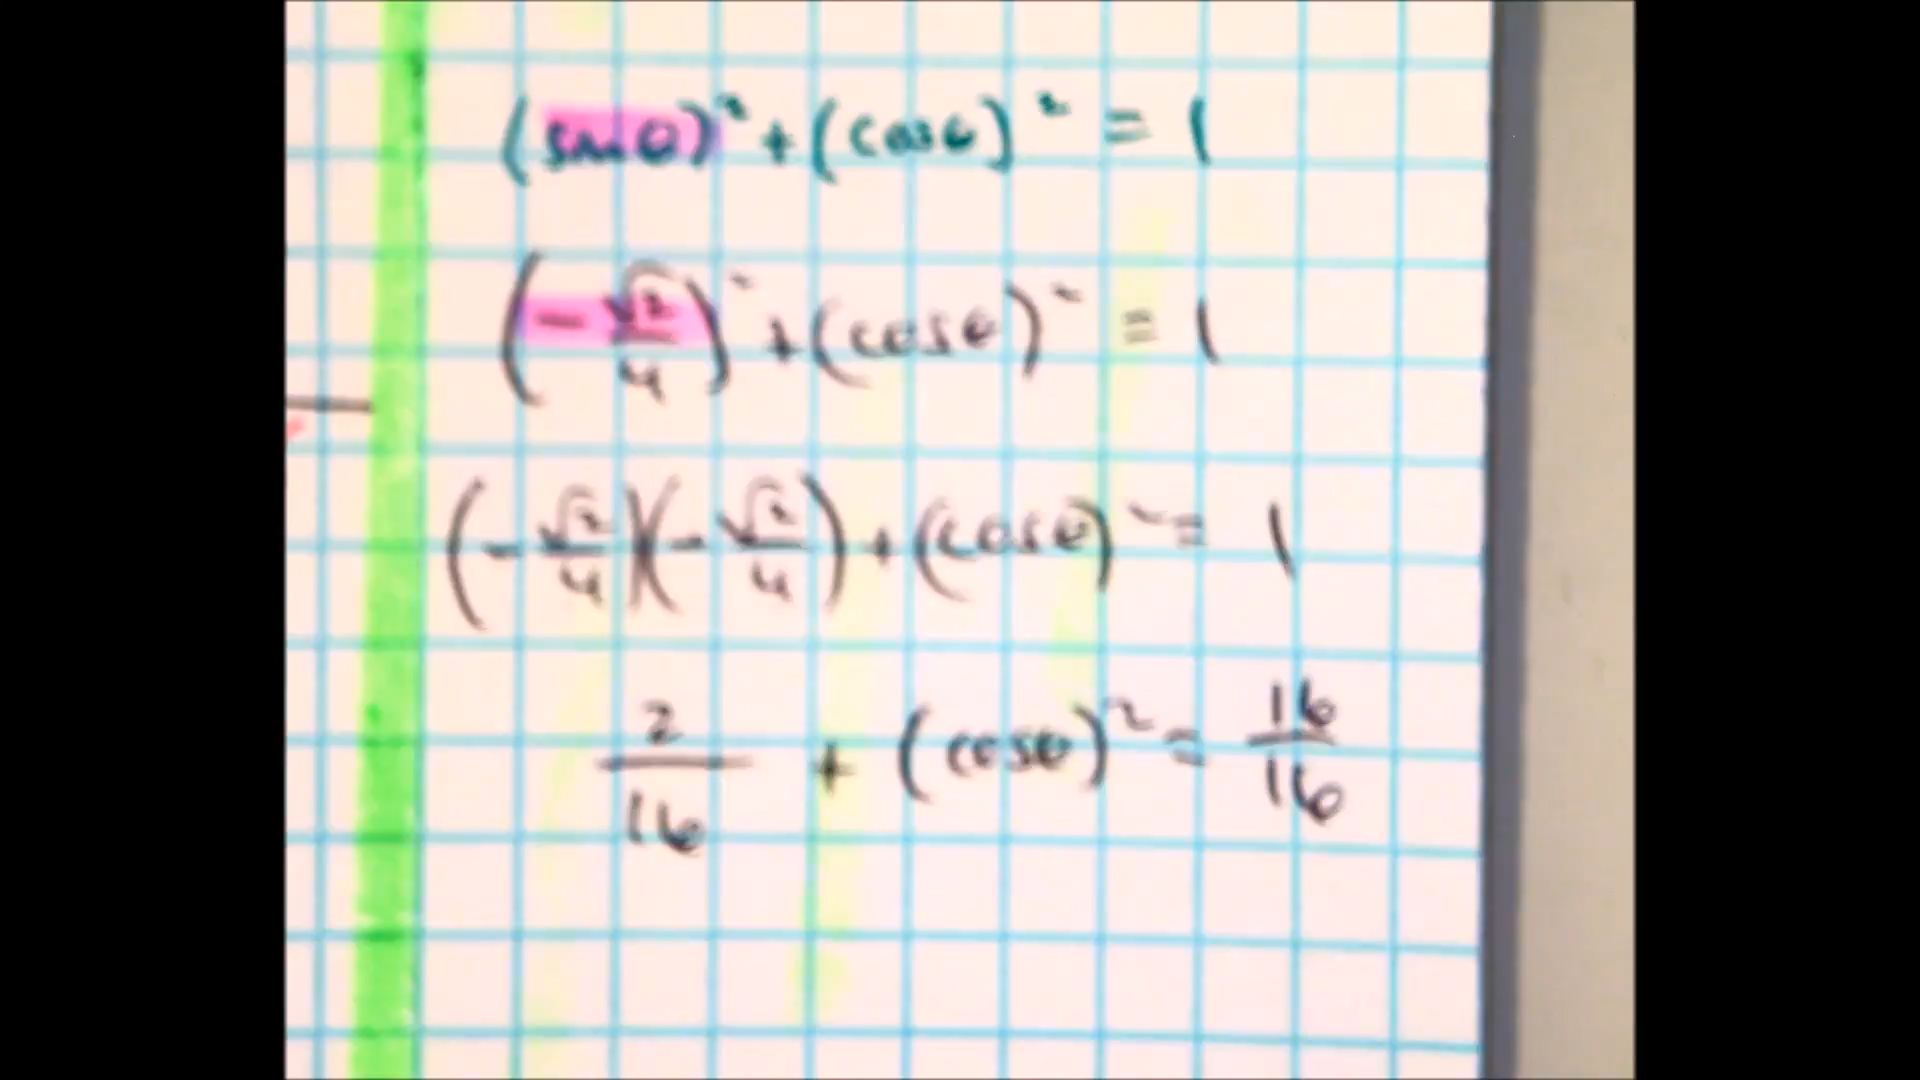 (sin θ)² + (cos θ)² = 1
(-√2/4)² + (cos θ)² = 1
(-√2/4)(-√2/4) + (cos θ)² = 1
2/16 + (cos θ)² = 16/16